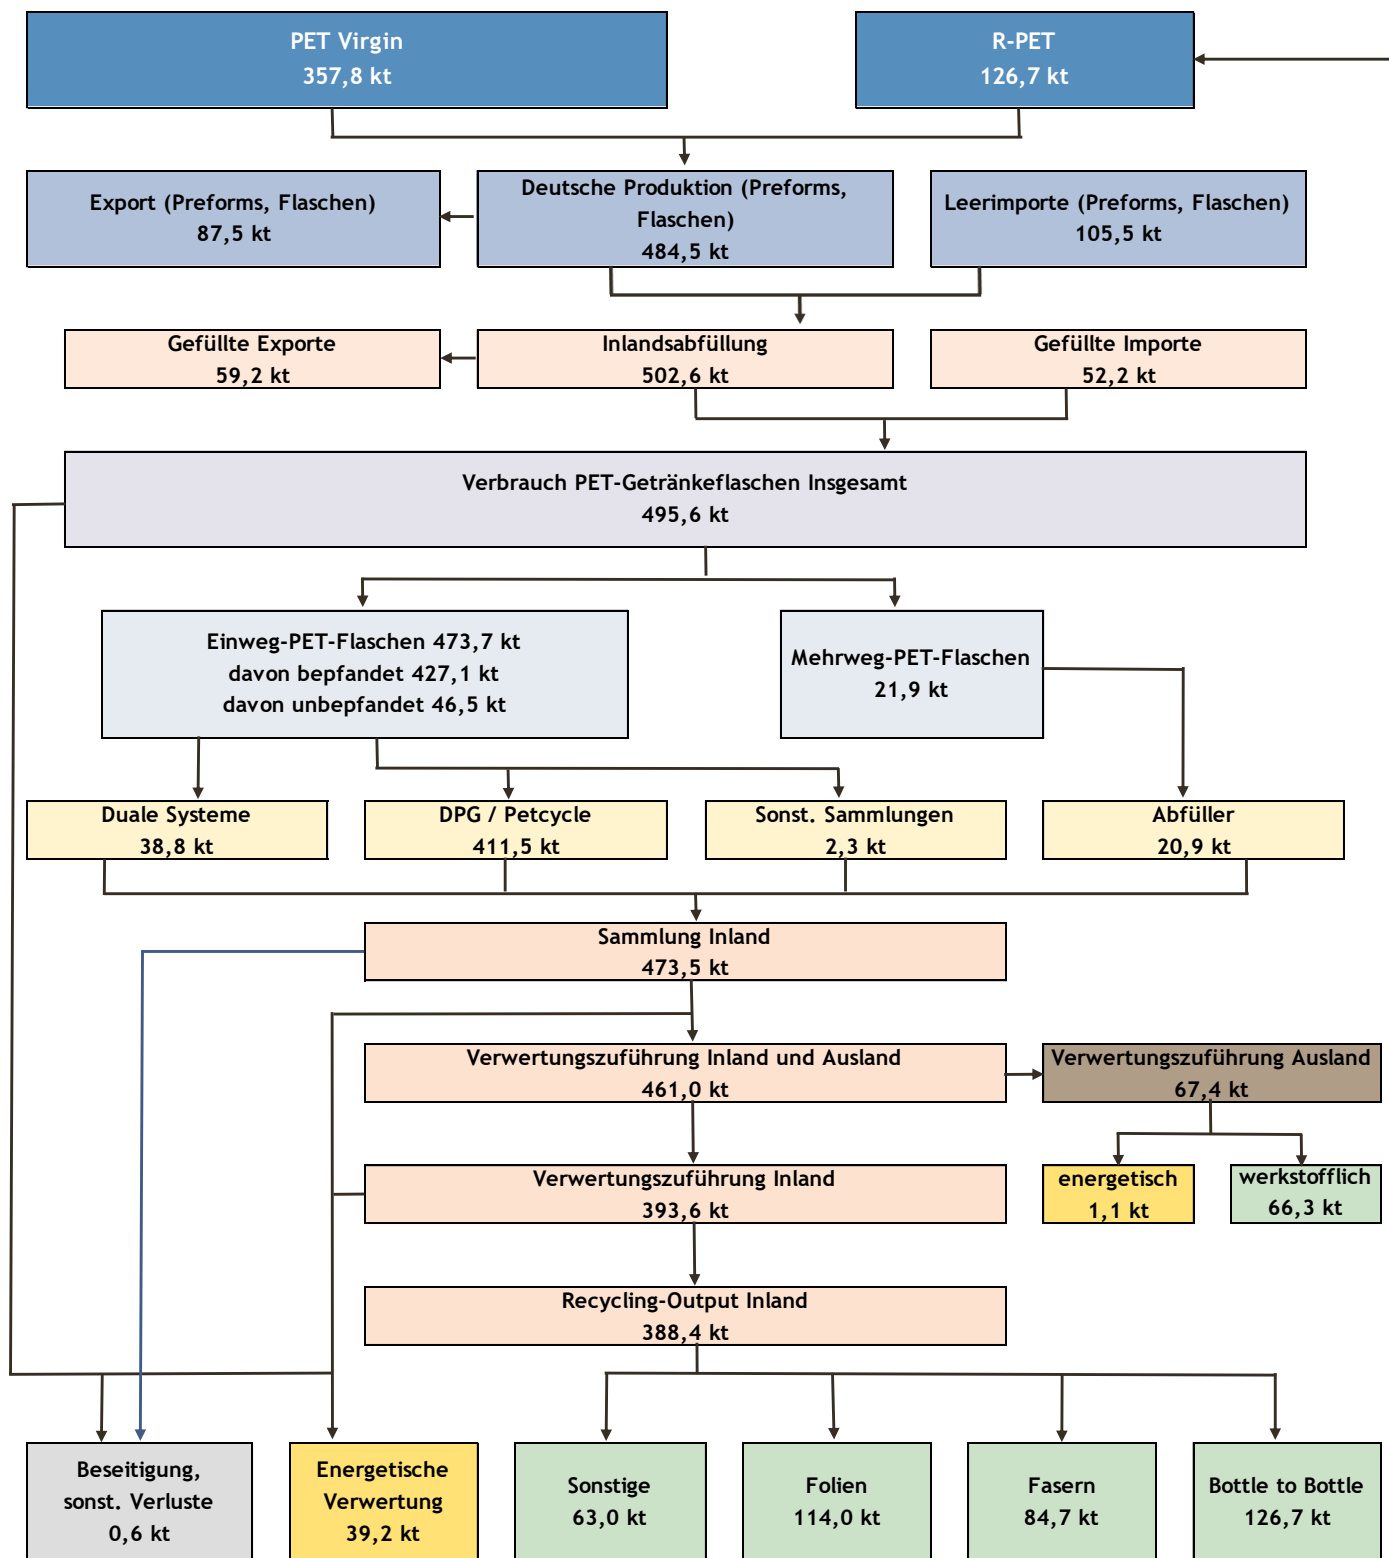 PET Virgin
357,8 kt
R-PET
126,7 kt
Export (Preforms, Flaschen)
87,5 kt
Deutsche Produktion (Preforms,
Flaschen)
484,5 kt
Leerimporte (Preforms, Flaschen)
105,5 kt
Gefüllte Exporte
59,2 kt
Inlandsabfüllung
502,6 kt
Gefüllte Importe
52,2 kt
Verbrauch PET-Getränkeflaschen Insgesamt
495,6 kt
Einweg-PET-Flaschen 473,7 kt
davon bepfandet 427,1 kt
davon unbepfandet 46,5 kt
Mehrweg-PET-Flaschen
21,9 kt
Duale Systeme
38,8 kt
DPG / Petcycle
411,5 kt
Sonst. Sammlungen
2,3 kt
Abfüller
20,9 kt
Sammlung Inland
473,5 kt
Verwertungszuführung Inland und Ausland
461,0 kt
Verwertungszuführung Ausland
67,4 kt
Verwertungszuführung Inland
393,6 kt
energetisch
1,1 kt
werkstofflich
66,3 kt
Recycling-Output Inland
388,4 kt
Beseitigung,
sonst. Verluste
0,6 kt
Energetische
Verwertung
39,2 kt
Sonstige
63,0 kt
Folien
114,0 kt
Fasern
84,7 kt
Bottle to Bottle
126,7 kt